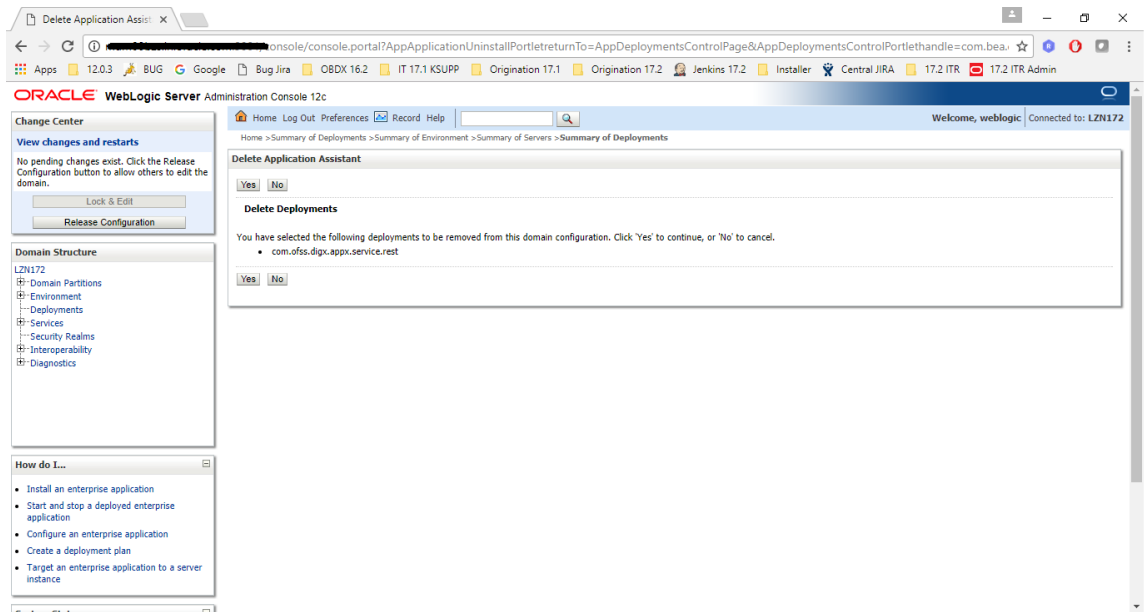 Delete Application Assist
onsole/console.portal?AppApplicationUninstallPortletreturnTo=AppDeploymentsControlPage&AppDeploymentsControlPortlethandle=com.bea.
Apps 12.0.3 BUG Google Bug Jira OBDX 16.2 IT 17.1 KSUPP Origination 17.1 Origination 17.2 Jenkins 17.2 Installer Central JIRA 17.2 ITR 17.2 ITR Admin
ORACLE WebLogic Server Administration Console 12c
Change Center
View changes and restarts
No pending changes exist. Click the Release
Configuration button to allow others to edit the
domain.
Lock & Edit
Release Configuration
Domain Structure
LZN172
Domain Partitions
Environment
Deployments
Services
Security Realms
Interoperability
Diagnostics
How do I...
Install an enterprise application
Start and stop a deployed enterprise
application
Configure an enterprise application
Create a deployment plan
Target an enterprise application to a server
instance
Home Log Out Preferences Record Help
Welcome, weblogic Connected to: LZN172
Home >Summary of Deployments >Summary of Environment >Summary of Servers >Summary of Deployments
Delete Application Assistant
Yes No
Delete Deployments
You have selected the following deployments to be removed from this domain configuration. Click 'Yes' to continue, or 'No' to cancel.
com.ofss.digx.appx.service.rest
Yes No